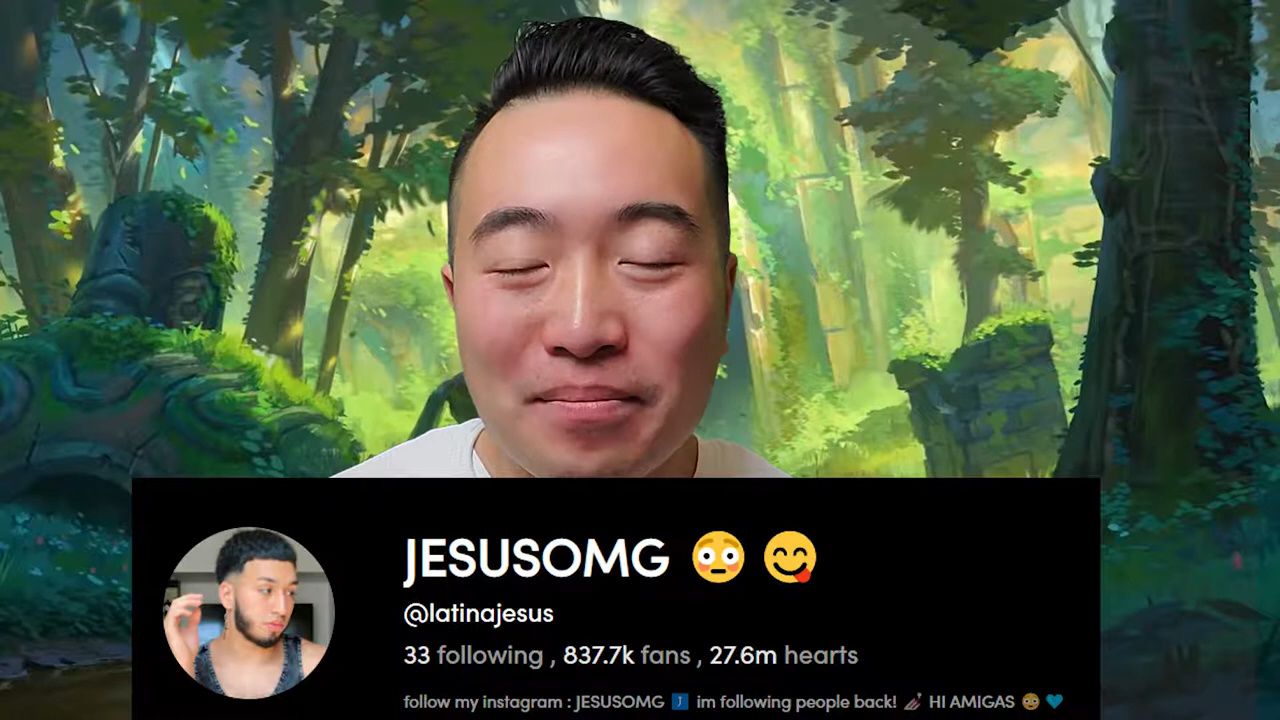 JESUSOMG 😳 😋
@latinajesus
33 following , 837.7k fans , 27.6m hearts
follow my instagram : JESUSOMG ⤴️ im following people back! 💅 HI AMIGAS 😳 💙